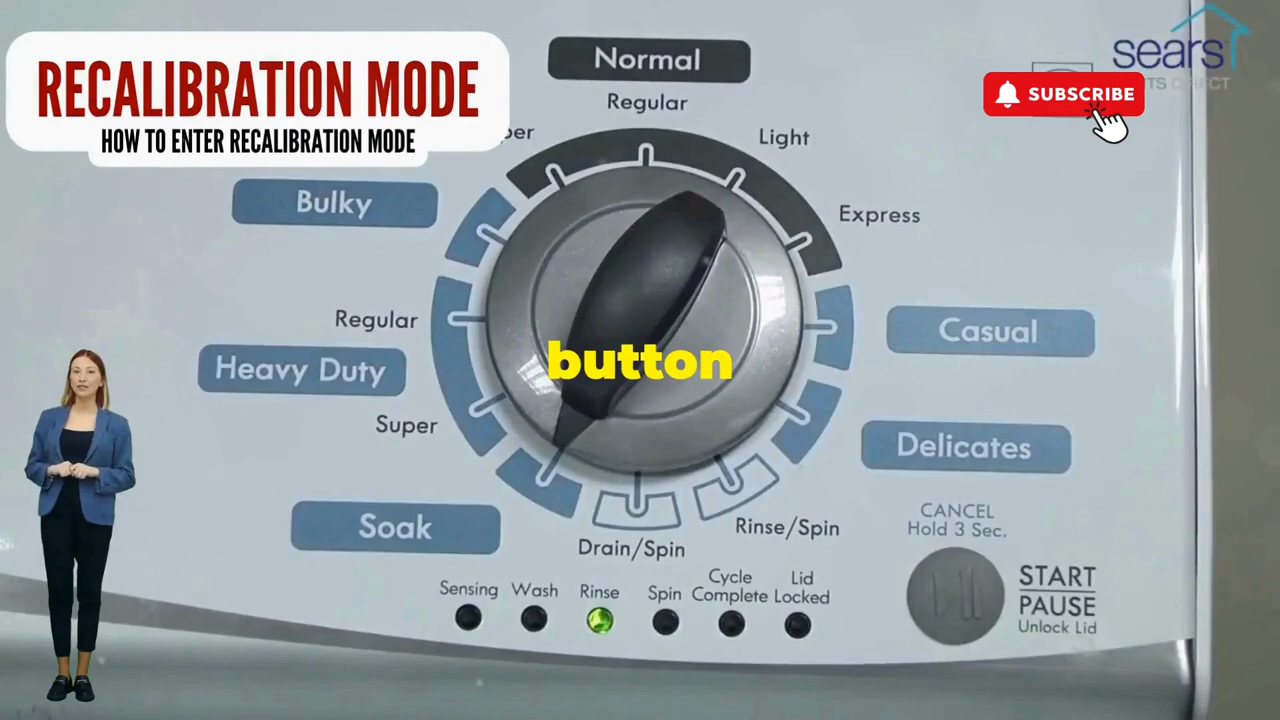 sears
RECALIBRATION MODE
HOW TO ENTER RECALIBRATION MODE
SUBSCRIBE
DIRECT
Normal
Regular
Light
Bulky
Express
Regular
Casual
Heavy Duty
button
Super
Delicates
Soak
Rinse/Spin
Drain/Spin
CANCEL
Hold 3 Sec.
Sensing
Wash
Rinse
Spin
Cycle
Complete
Lid
Locked
START
PAUSE
Unlock Lid